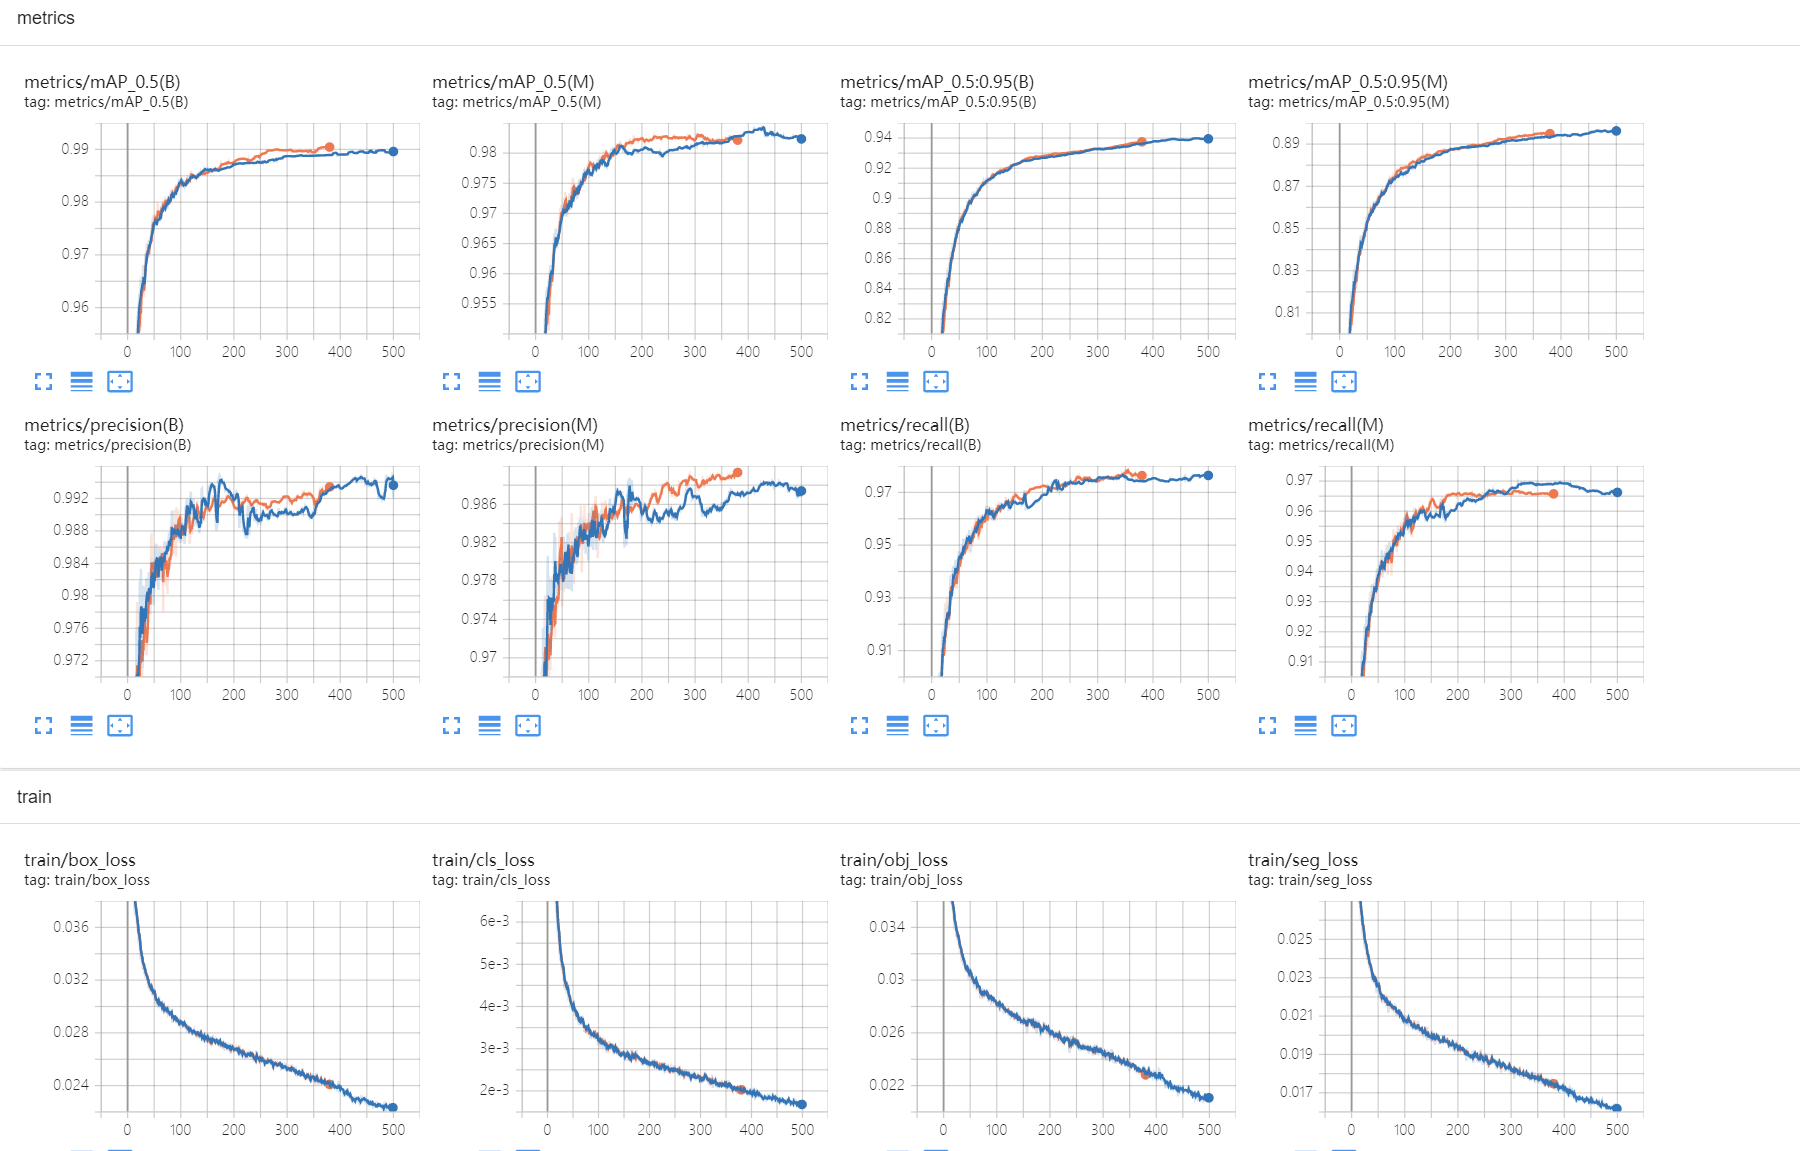 metrics
metrics/mAP_0.5(B)
tag: metrics/mAP_0.5(B)
0.99
0.98
0.97
0.96
0 100 200 300 400 500
metrics/mAP_0.5(M)
tag: metrics/mAP_0.5(M)
0.98
0.975
0.97
0.965
0.96
0.955
0 100 200 300 400 500
metrics/mAP_0.5:0.95(B)
tag: metrics/mAP_0.5:0.95(B)
0.94
0.92
0.9
0.88
0.86
0.84
0.82
0 100 200 300 400 500
metrics/mAP_0.5:0.95(M)
tag: metrics/mAP_0.5:0.95(M)
0.89
0.87
0.85
0.83
0.81
0 100 200 300 400 500
metrics/precision(B)
tag: metrics/precision(B)
0.992
0.988
0.984
0.98
0.976
0.972
0 100 200 300 400 500
metrics/precision(M)
tag: metrics/precision(M)
0.986
0.982
0.978
0.974
0.97
0 100 200 300 400 500
metrics/recall(B)
tag: metrics/recall(B)
0.97
0.95
0.93
0.91
0 100 200 300 400 500
metrics/recall(M)
tag: metrics/recall(M)
0.97
0.96
0.95
0.94
0.93
0.92
0.91
0 100 200 300 400 500
train
train/box_loss
tag: train/box_loss
0.036
0.032
0.028
0.024
0 100 200 300 400 500
train/cls_loss
tag: train/cls_loss
6e-3
5e-3
4e-3
3e-3
2e-3
0 100 200 300 400 500
train/obj_loss
tag: train/obj_loss
0.034
0.03
0.026
0.022
0 100 200 300 400 500
train/seg_loss
tag: train/seg_loss
0.025
0.023
0.021
0.019
0.017
0 100 200 300 400 500